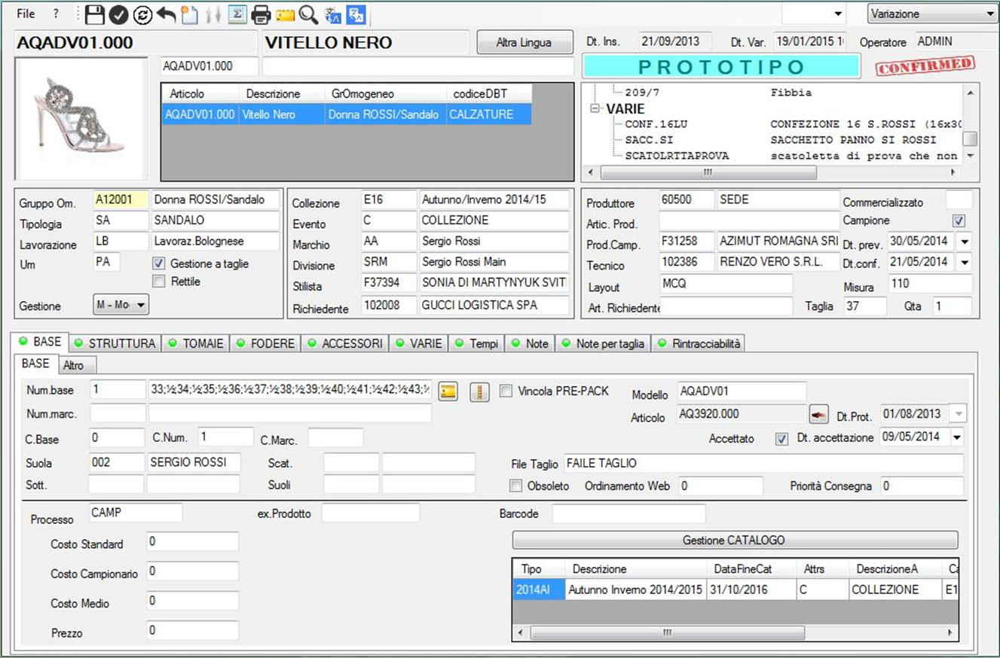 File ? Variazione
AQADV01.000 VITELLO NERO Altra Lingua Dt. Ins. 21/09/2013 Dt. Var. 19/01/2015 1 Operatore ADMIN
AQADV01.000
PROTOTIPO CONFIRMED
Articolo Descrizione GrOmogeneo codiceDBT
AQADV01.000 Vitello Nero Donna ROSSI/Sandalo CALZATURE
209/7 Fibbia
VARIE
CONF.16LU CONFEZIONE 16 S.ROSSI (16x30
SACC.SI SACCHETTO PANNO SI ROSSI
SCATOLRTTAPROVA scatoletta di prova che non
Gruppo Om. A12001 Donna ROSSI/Sandalo
Tipologia SA SANDALO
Lavorazione LB Lavoraz.Bolognese
Um PA Gestione a taglie
Rettile
Gestione M - Mo
Collezione E16 Autunno/Inverno 2014/15
Evento C COLLEZIONE
Marchio AA Sergio Rossi
Divisione SRM Sergio Rossi Main
Stilista F37394 SONIA DI MARTYNYUK SVIT
Richiedente 102008 GUCCI LOGISTICA SPA
Produttore 60500 SEDE Commercializzato
Artic. Prod. Campione
Prod.Camp. F31258 AZIMUT ROMAGNA SRI Dt. prev. 30/05/2014
Tecnico 102386 RENZO VERO S.R.L. Dt.conf. 21/05/2014
Layout MCQ Misura 110
Art. Richiedente Taglia 37 Qta 1
BASE STRUTTURA TOMAIE FODERE ACCESSORI VARIE Tempi Note Note per taglia Rintracciabilità
BASE Altro
Num.base 1 33;½34;½35;½36;½37;½38;½39;½40;½41;½42;½43;½ Vincola PRE-PACK Modello AQADV01
Num.marc. Articolo AQ3920.000 Dt.Prot. 01/08/2013
C.Base 0 C.Num. 1 C.Marc. Accettato Dt. accettazione 09/05/2014
Suola 002 SERGIO ROSSI Scat. File Taglio FAILE TAGLIO
Sott. Suoli Obsoleto Ordinamento Web 0 Priorità Consegna 0
Processo CAMP ex.Prodotto Barcode
Costo Standard 0
Costo Campionario 0
Costo Medio 0
Prezzo 0
Gestione CATALOGO
Tipo Descrizione DataFineCat Attrs DescrizioneA Ca
2014AI Autunno Inverno 2014/2015 31/10/2016 C COLLEZIONE E1